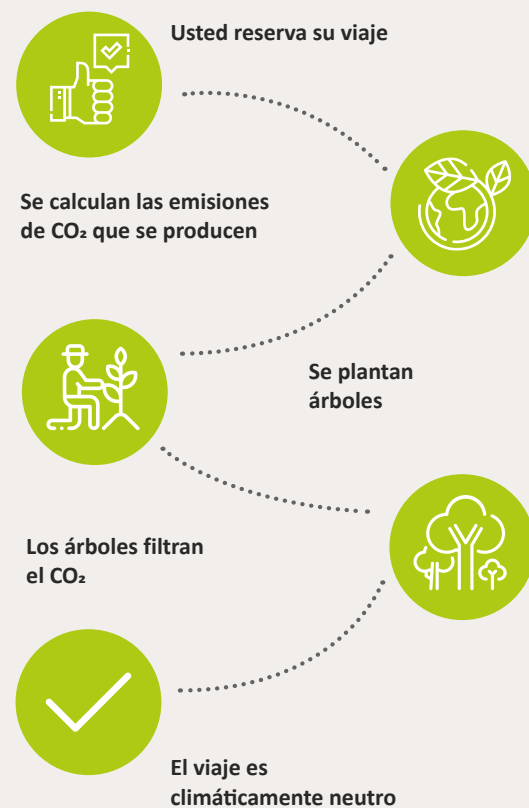 Usted reserva su viaje
Se calculan las emisiones
de CO₂ que se producen
Se plantan
árboles
Los árboles filtran
el CO₂
El viaje es
climáticamente neutro